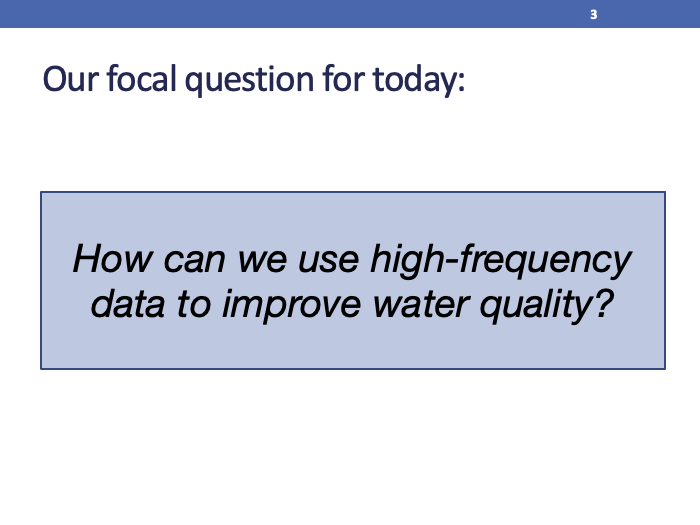 3
Our focal question for today:
How can we use high-frequency
data to improve water quality?